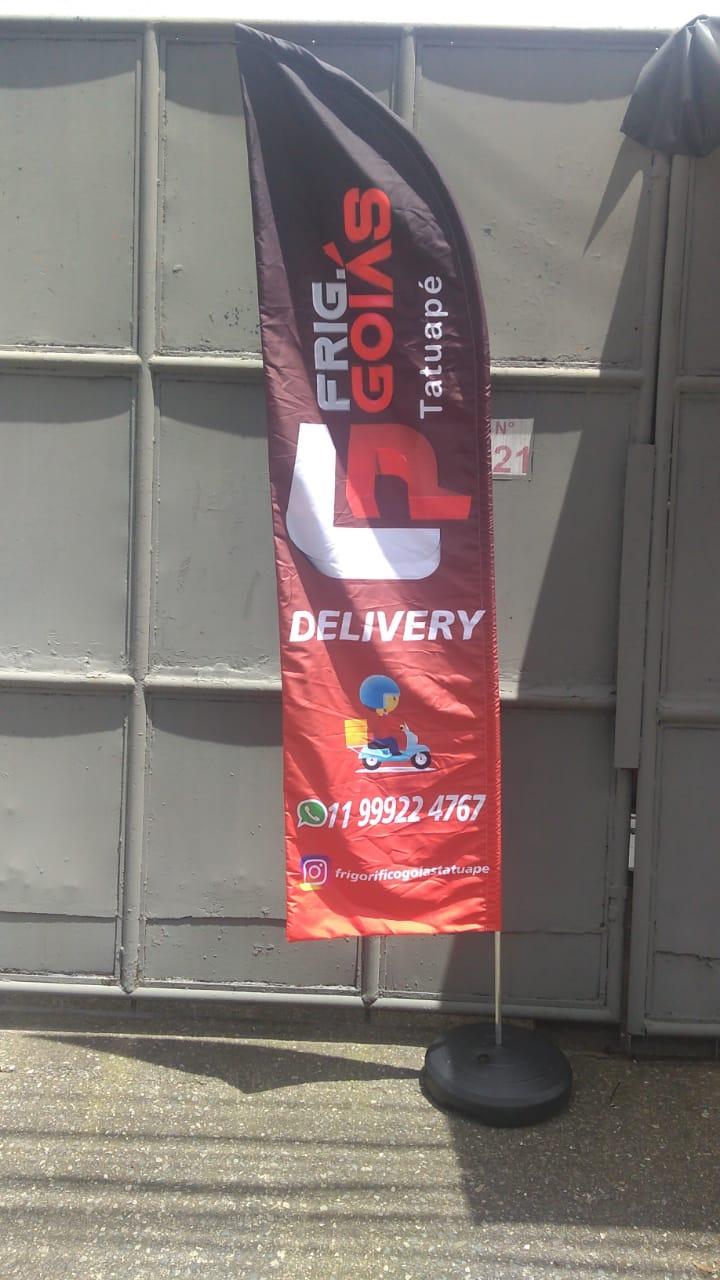 FRIG.
GOIÁS
Tatuapé
Nº
21
DELIVERY
11 99922 4767
frigorificogoiastatuape